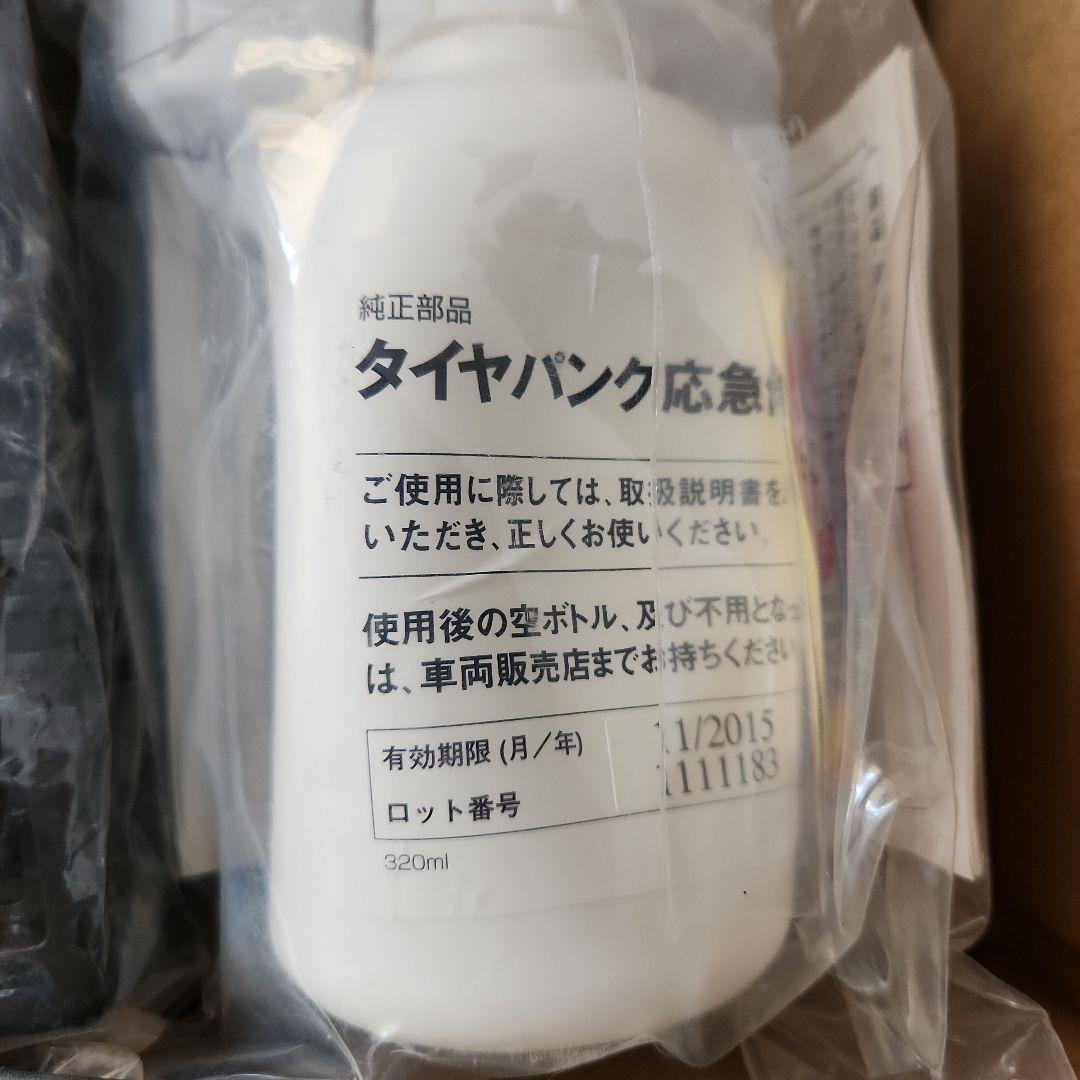 純正部品
タイヤパンク応急
ご使用に際しては、取扱説明書を
いただき、正しくお使いください。
使用後の空ボトル、及び不用となっ
は、車両販売店までお持ちください
有効期限 (月／年) 11/2015
ロット番号 1111183
320ml